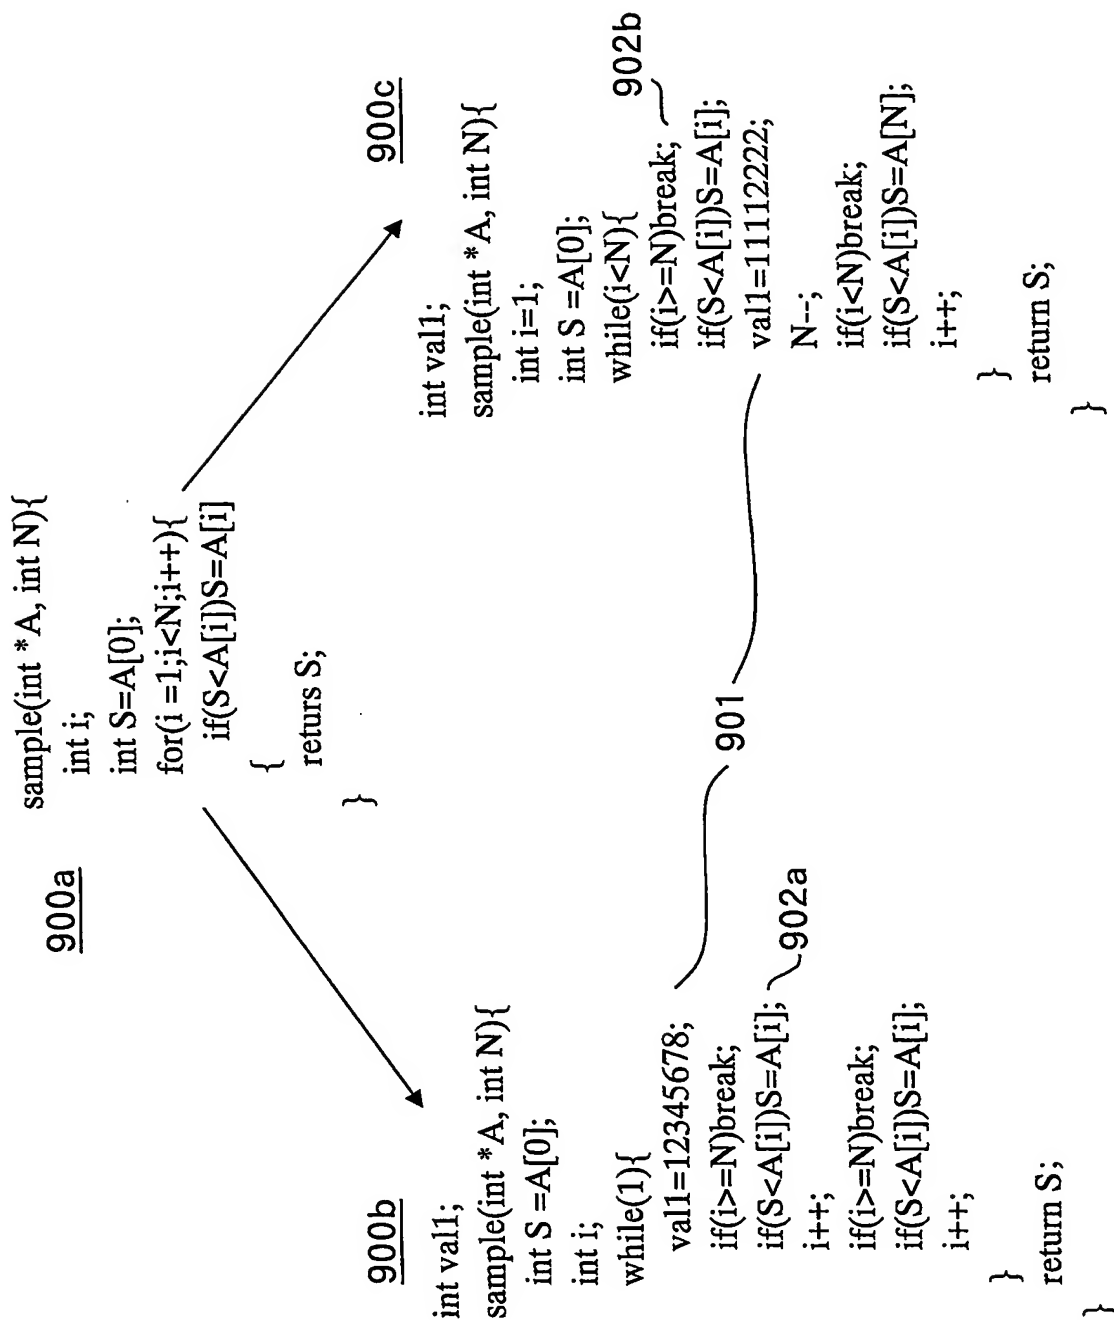 900a
sample(int *A, int N){
int i;
int S=A[0];
for(i =1;i<N;i++){
if(S<A[i])S=A[i]
{
returs S;
}
900b
int val1;
sample(int *A, int N){
int S =A[0];
int i;
while(1){
val1=12345678;
if(i>=N)break;
if(S<A[i])S=A[i];
i++;
if(i>=N)break;
if(S<A[i])S=A[i];
i++;
}
return S;
}
902a
901
900c
int val1;
sample(int *A, int N){
int i=1;
int S =A[0];
while(i<N){
if(i>=N)break;
if(S<A[i])S=A[i];
val1=11112222;
N--;
if(i<N)break;
if(S<A[i])S=A[N];
i++;
}
return S;
}
902b